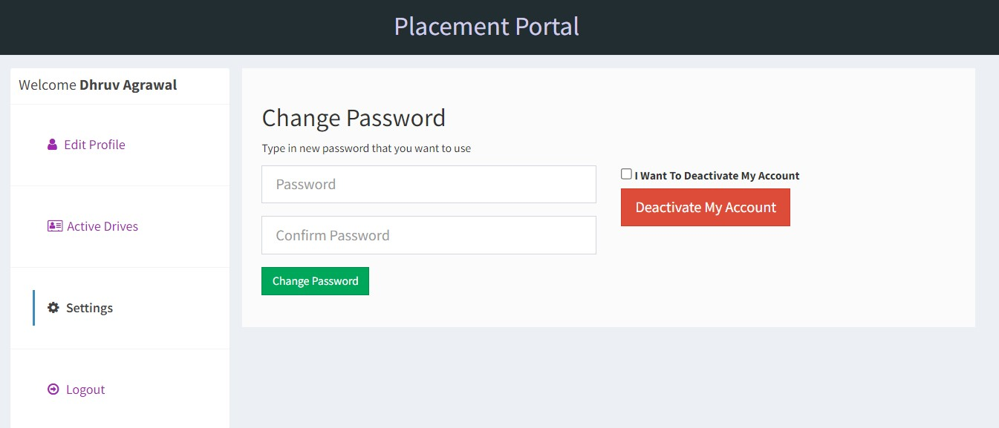 Placement Portal
Welcome Dhruv Agrawal
Edit Profile
Active Drives
Settings
Logout
Change Password
Type in new password that you want to use
Password
Confirm Password
Change Password
I Want To Deactivate My Account
Deactivate My Account